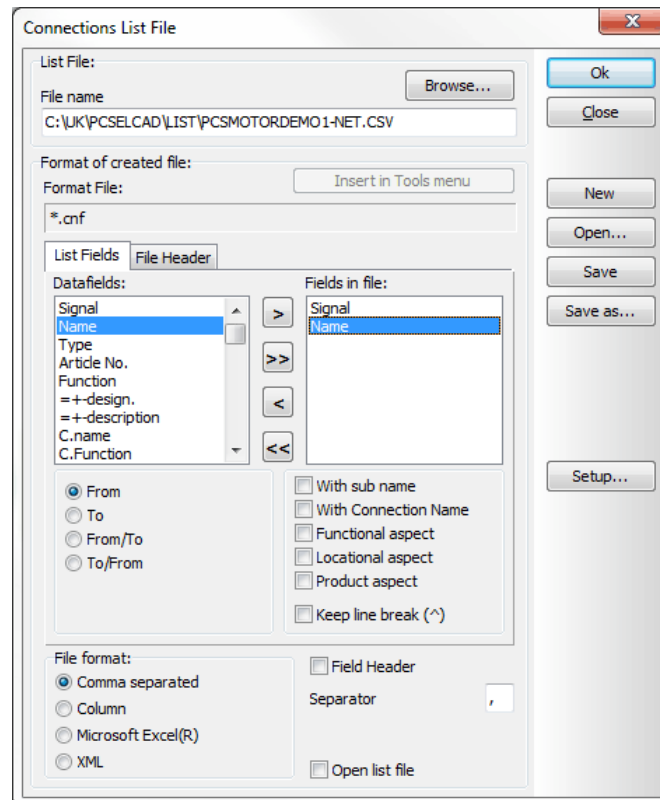 Connections List File
List File:
Browse...
File name
C:\UK\PCSELCAD\LIST\PCSMOTORDEMO1-NET.CSV
Format of created file:
Insert in Tools menu
Format File:
*.cnf
List Fields
File Header
Datafields:
Signal
Name
Type
Article No.
Function
=+-design.
=+-description
C.name
C.Function
>
>>
<
<<
Fields in file:
Signal
Name
From
To
From/To
To/From
With sub name
With Connection Name
Functional aspect
Locational aspect
Product aspect
Keep line break (^)
File format:
Comma separated
Column
Microsoft Excel(R)
XML
Field Header
Separator
,
Open list file
Ok
Close
New
Open...
Save
Save as...
Setup...